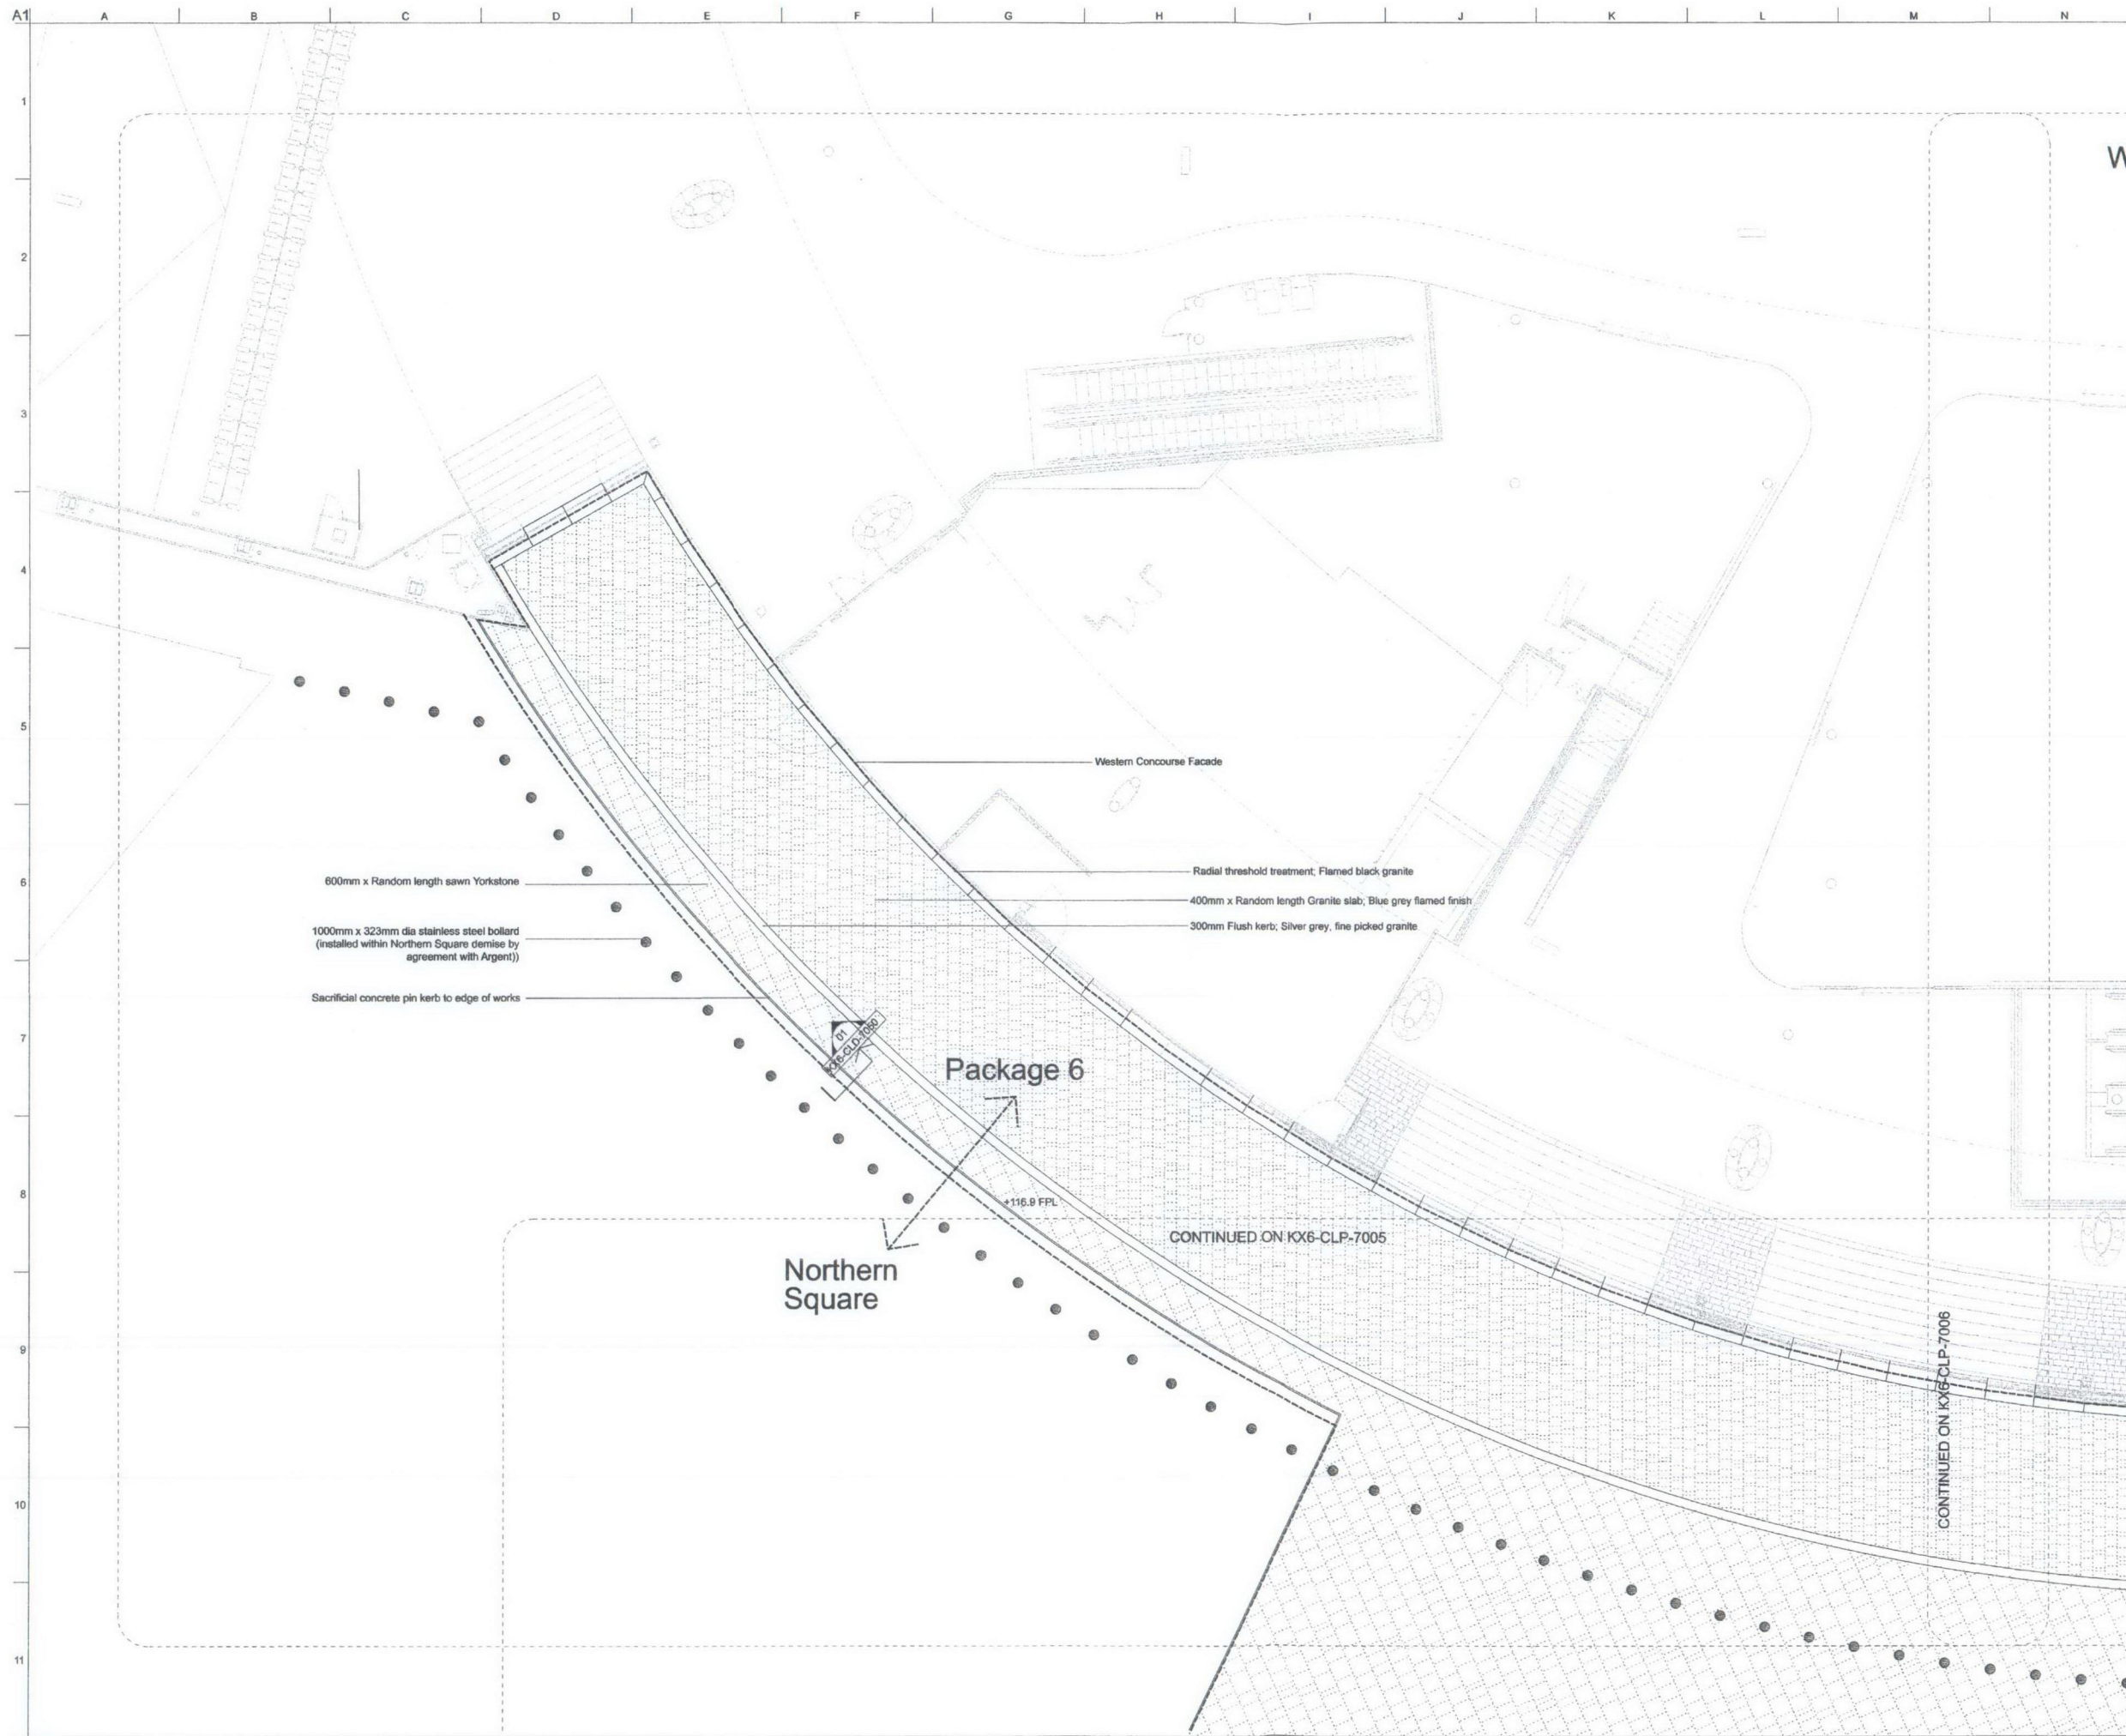 A1 A B C D E F G H I J K L M N
1
W
2
3
4
5
Western Concourse Facade
6
600mm x Random length sawn Yorkstone
Radial threshold treatment; Flamed black granite
400mm x Random length Granite slab; Blue grey flamed finish
300mm Flush kerb; Silver grey, fine picked granite
1000mm x 323mm dia stainless steel bollard
(installed within Northern Square demise by
agreement with Argent))
Sacrificial concrete pin kerb to edge of works
7
01
KX6-CLD-7050
Package 6
8
+116.9 FPL
CONTINUED ON KX6-CLP-7005
Northern
Square
9
CONTINUED ON KX6-CLP-7006
10
11